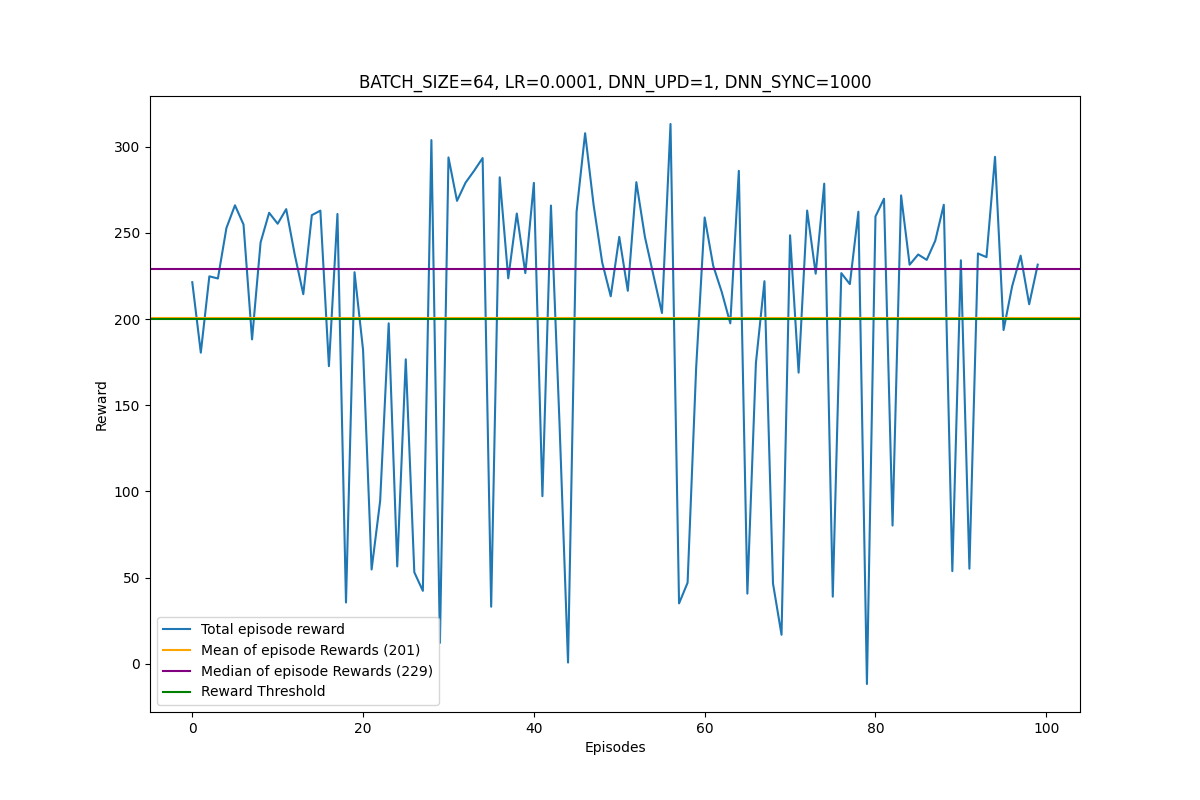 BATCH_SIZE=64, LR=0.0001, DNN_UPD=1, DNN_SYNC=1000
300
250
200
150
100
50
0
Reward
Total episode reward
Mean of episode Rewards (201)
Median of episode Rewards (229)
Reward Threshold
0 20 40 60 80 100
Episodes